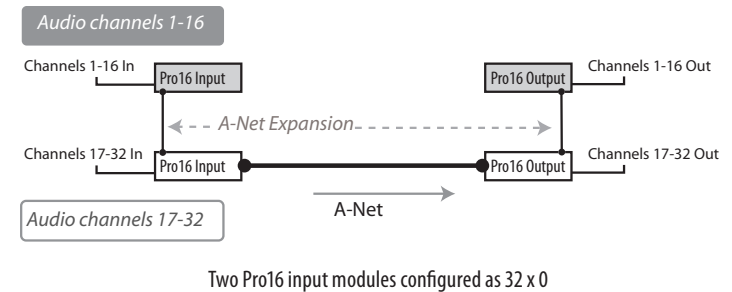 Audio channels 1-16
Channels 1-16 In
Pro16 Input
Pro16 Output
Channels 1-16 Out
A-Net Expansion
Channels 17-32 In
Pro16 Input
Pro16 Output
Channels 17-32 Out
A-Net
Audio channels 17-32
Two Pro16 input modules configured as 32 x 0